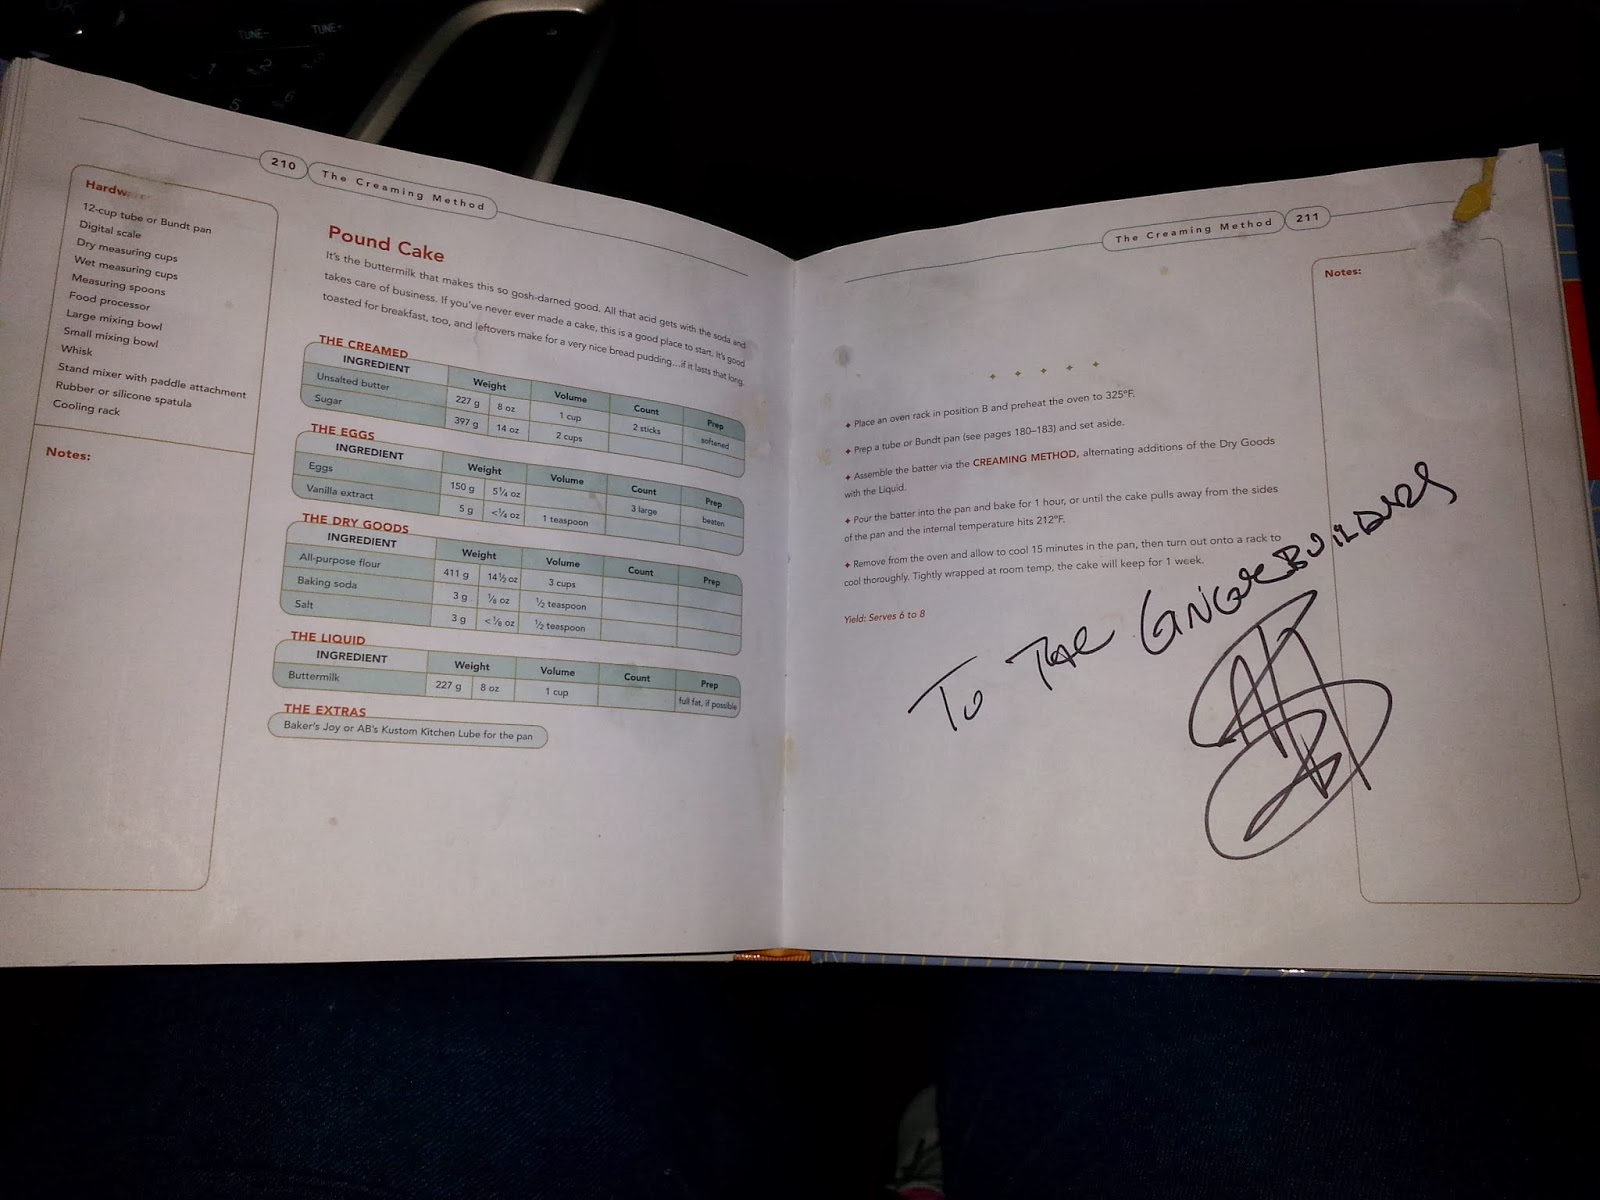 TUNE- TUNE+
1 2
5 6
210 The Creaming Method
Hardware
12-cup tube or Bundt pan
Digital scale
Dry measuring cups
Wet measuring cups
Measuring spoons
Food processor
Large mixing bowl
Small mixing bowl
Whisk
Stand mixer with paddle attachment
Rubber or silicone spatula
Cooling rack
Notes:
Pound Cake
It's the buttermilk that makes this so gosh-darned good. All that acid gets with the soda and
takes care of business. If you've never ever made a cake, this is a good place to start. It's good
toasted for breakfast, too, and leftovers make for a very nice bread pudding…if it lasts that long.
THE CREAMED
INGREDIENT Weight Volume Count Prep
Unsalted butter 227 g 8 oz 1 cup 2 sticks softened
Sugar 397 g 14 oz 2 cups
THE EGGS
INGREDIENT Weight Volume Count Prep
Eggs 150 g 5¼ oz 3 large beaten
Vanilla extract 5 g <¼ oz 1 teaspoon
THE DRY GOODS
INGREDIENT Weight Volume Count Prep
All-purpose flour 411 g 14½ oz 3 cups
Baking soda 3 g ⅛ oz ½ teaspoon
Salt 3 g <⅛ oz ½ teaspoon
THE LIQUID
INGREDIENT Weight Volume Count Prep
Buttermilk 227 g 8 oz 1 cup full fat, if possible
THE EXTRAS
Baker's Joy or AB's Kustom Kitchen Lube for the pan
The Creaming Method 211
Notes:
✦ Place an oven rack in position B and preheat the oven to 325°F.
✦ Prep a tube or Bundt pan (see pages 180–183) and set aside.
✦ Assemble the batter via the CREAMING METHOD, alternating additions of the Dry Goods
with the Liquid.
✦ Pour the batter into the pan and bake for 1 hour, or until the cake pulls away from the sides
of the pan and the internal temperature hits 212°F.
✦ Remove from the oven and allow to cool 15 minutes in the pan, then turn out onto a rack to
cool thoroughly. Tightly wrapped at room temp, the cake will keep for 1 week.
Yield: Serves 6 to 8
TO THE GINGERBUILDERS
AB